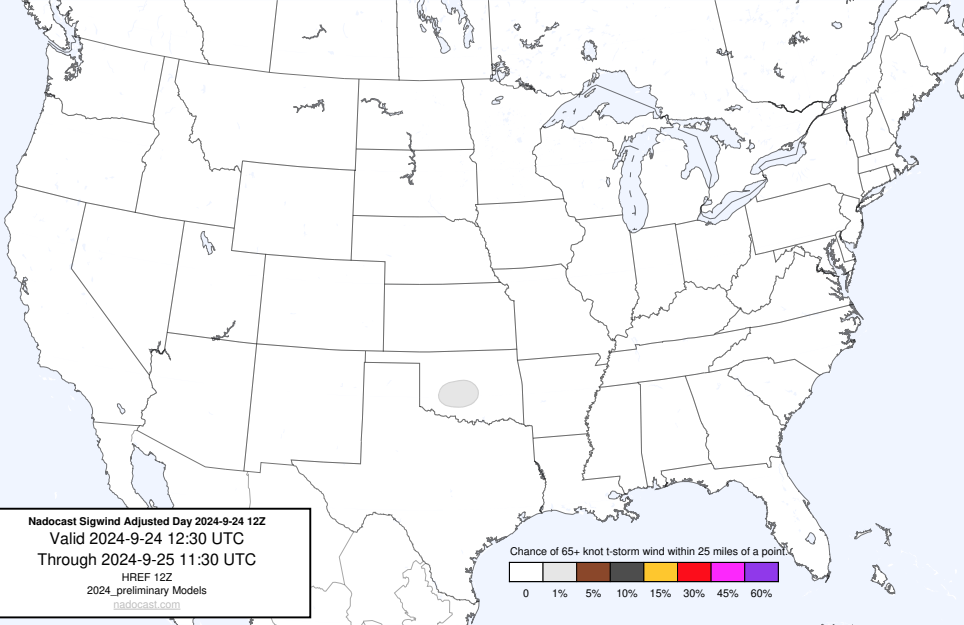 Nadocast Sigwind Adjusted Day 2024-9-24 12Z
Valid 2024-9-24 12:30 UTC
Through 2024-9-25 11:30 UTC
HREF 12Z
2024_preliminary Models
nadocast.com
Chance of 65+ knot t-storm wind within 25 miles of a point.
0 1% 5% 10% 15% 30% 45% 60%